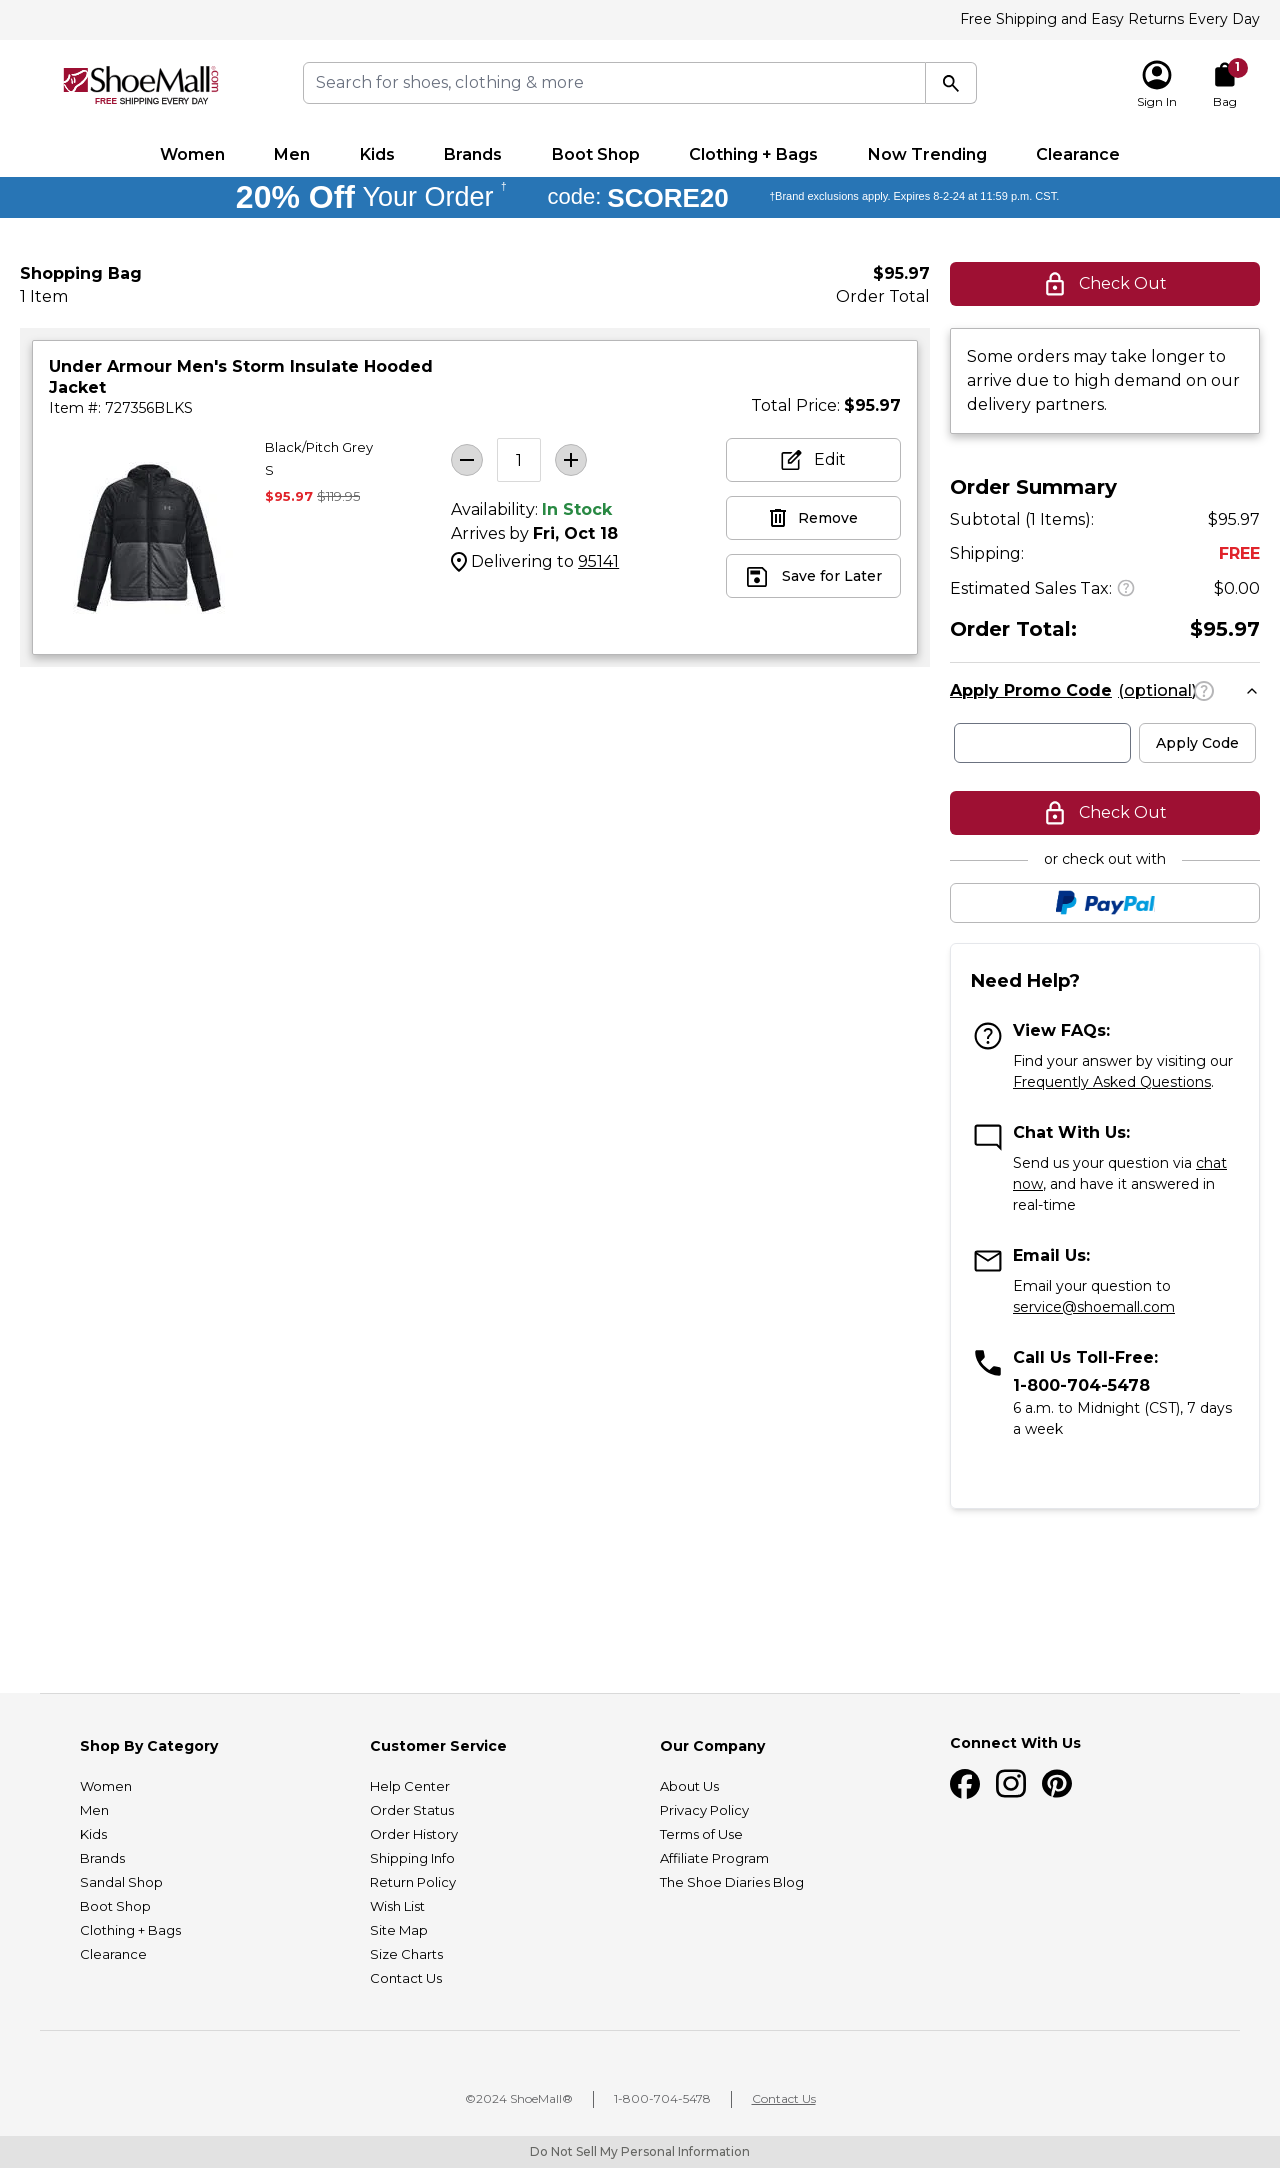 Free Shipping and Easy Returns Every Day
ShoeMall®.com
FREE SHIPPING EVERY DAY
Search for shoes, clothing & more
Sign In
1
Bag
Women Men Kids Brands Boot Shop Clothing + Bags Now Trending Clearance
20% Off Your Order † code: SCORE20 †Brand exclusions apply. Expires 8-2-24 at 11:59 p.m. CST.
Shopping Bag
1 Item
$95.97
Order Total
Under Armour Men's Storm Insulate Hooded
Jacket
Item #: 727356BLKS
Total Price: $95.97
Black/Pitch Grey
S
$95.97 $119.95
1
Availability: In Stock
Arrives by Fri, Oct 18
Delivering to 95141
Edit
Remove
Save for Later
Check Out
Some orders may take longer to
arrive due to high demand on our
delivery partners.
Order Summary
Subtotal (1 Items): $95.97
Shipping: FREE
Estimated Sales Tax: ? $0.00
Order Total: $95.97
Apply Promo Code (optional) ?
Apply Code
Check Out
or check out with
PayPal
Need Help?
View FAQs:
Find your answer by visiting our
Frequently Asked Questions.
Chat With Us:
Send us your question via chat
now, and have it answered in
real-time
Email Us:
Email your question to
service@shoemall.com
Call Us Toll-Free:
1-800-704-5478
6 a.m. to Midnight (CST), 7 days
a week
Shop By Category
Women
Men
Kids
Brands
Sandal Shop
Boot Shop
Clothing + Bags
Clearance
Customer Service
Help Center
Order Status
Order History
Shipping Info
Return Policy
Wish List
Site Map
Size Charts
Contact Us
Our Company
About Us
Privacy Policy
Terms of Use
Affiliate Program
The Shoe Diaries Blog
Connect With Us
©2024 ShoeMall® 1-800-704-5478 Contact Us
Do Not Sell My Personal Information